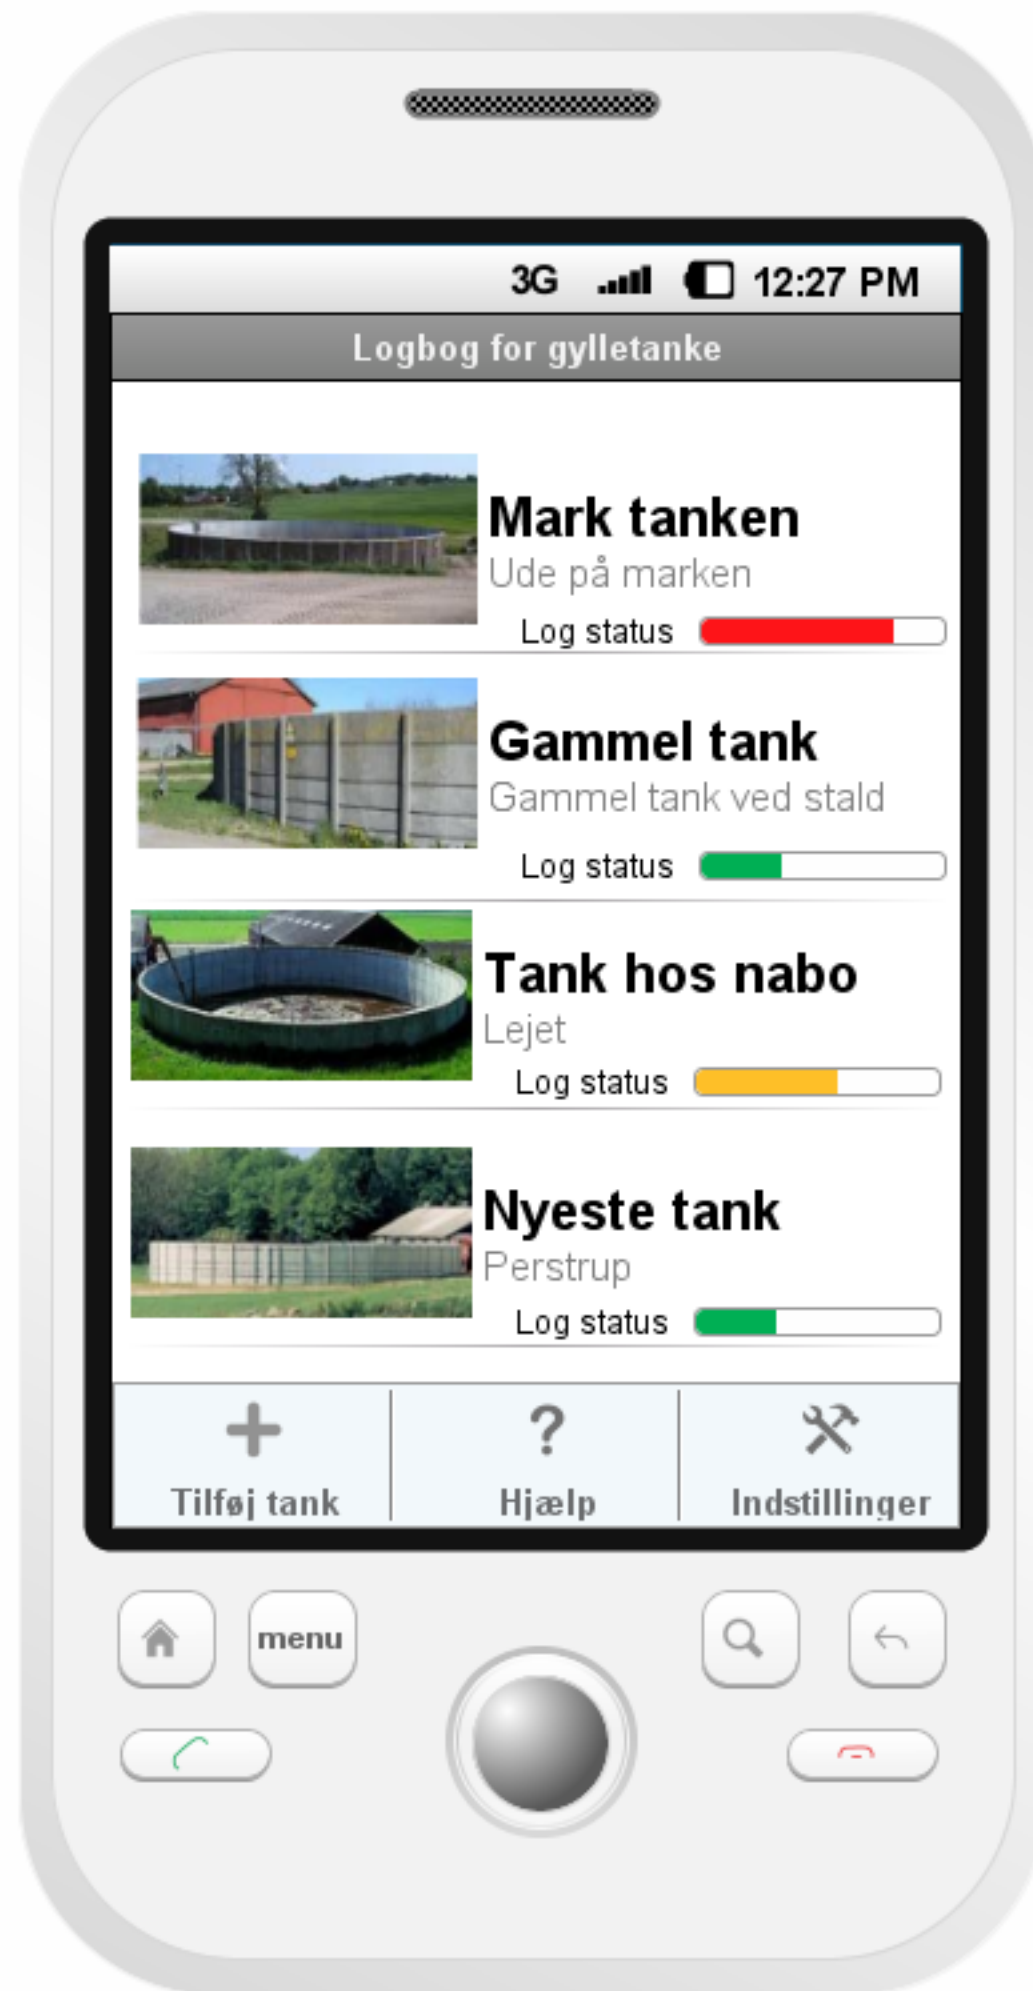 3G 12:27 PM
Logbog for gylletanke
Mark tanken
Ude på marken
Log status
Gammel tank
Gammel tank ved stald
Log status
Tank hos nabo
Lejet
Log status
Nyeste tank
Perstrup
Log status
? 
Tilføj tank Hjælp Indstillinger
menu